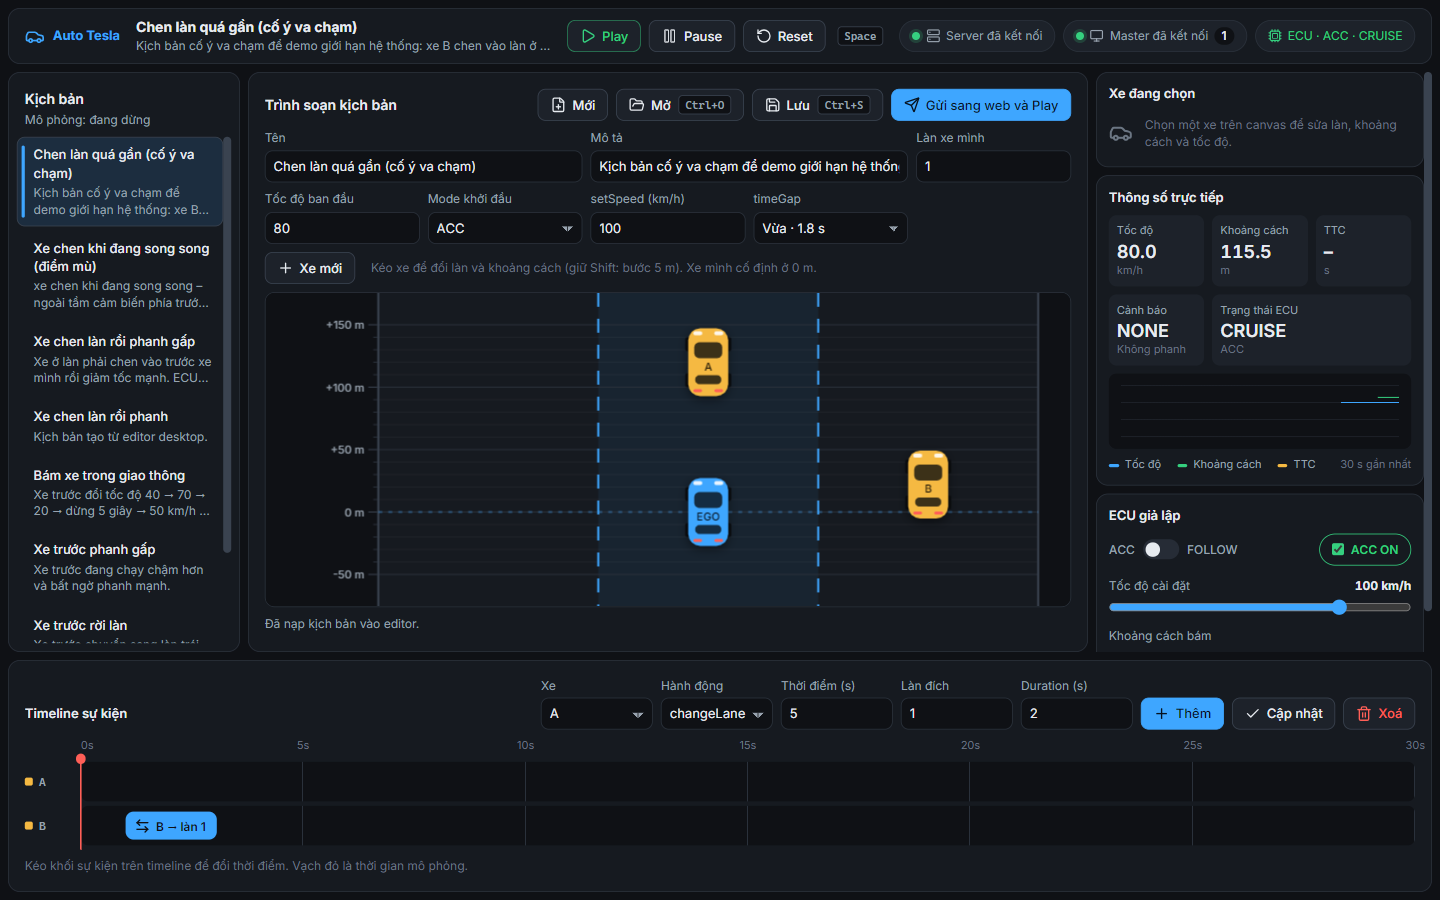 Auto Tesla
Chen làn quá gần (cố ý va chạm)
Kịch bản cố ý va chạm để demo giới hạn hệ thống: xe B chen vào làn ở ...
Play
Pause
Reset
Space
Server đã kết nối
Master đã kết nối 1
ECU · ACC · CRUISE
Kịch bản
Mô phỏng: đang dừng
Chen làn quá gần (cố ý va chạm)
Kịch bản cố ý va chạm để
demo giới hạn hệ thống: xe B...
Xe chen khi đang song song
(điểm mù)
xe chen khi đang song song –
ngoài tầm cảm biến phía trướ...
Xe chen làn rồi phanh gấp
Xe ở làn phải chen vào trước xe
mình rồi giảm tốc mạnh. ECU...
Xe chen làn rồi phanh
Kịch bản tạo từ editor desktop.
Bám xe trong giao thông
Xe trước đổi tốc độ 40 → 70 →
20 → dừng 5 giây → 50 km/h ...
Xe trước phanh gấp
Xe trước đang chạy chậm hơn
và bất ngờ phanh mạnh.
Xe trước rời làn
Trình soạn kịch bản
Mới
Mở Ctrl+O
Lưu Ctrl+S
Gửi sang web và Play
Tên
Mô tả
Làn xe mình
Chen làn quá gần (cố ý va chạm)
Kịch bản cố ý va chạm để demo giới hạn hệ thốn
1
Tốc độ ban đầu
Mode khởi đầu
setSpeed (km/h)
timeGap
80
ACC
100
Vừa · 1.8 s
Xe mới
Kéo xe để đổi làn và khoảng cách (giữ Shift: bước 5 m). Xe mình cố định ở 0 m.
+150 m
+100 m
+50 m
0 m
-50 m
A
B
EGO
Đã nạp kịch bản vào editor.
Xe đang chọn
Chọn một xe trên canvas để sửa làn, khoảng
cách và tốc độ.
Thông số trực tiếp
Tốc độ
80.0
km/h
Khoảng cách
115.5
m
TTC
–
s
Cảnh báo
NONE
Không phanh
Trạng thái ECU
CRUISE
ACC
Tốc độ
Khoảng cách
TTC
30 s gần nhất
ECU giả lập
ACC
FOLLOW
ACC ON
Tốc độ cài đặt
100 km/h
Khoảng cách bám
Timeline sự kiện
Xe
Hành động
Thời điểm (s)
Làn đích
Duration (s)
A
changeLane
5
1
2
Thêm
Cập nhật
Xoá
0s
5s
10s
15s
20s
25s
30s
A
B
B → làn 1
Kéo khối sự kiện trên timeline để đổi thời điểm. Vạch đỏ là thời gian mô phỏng.